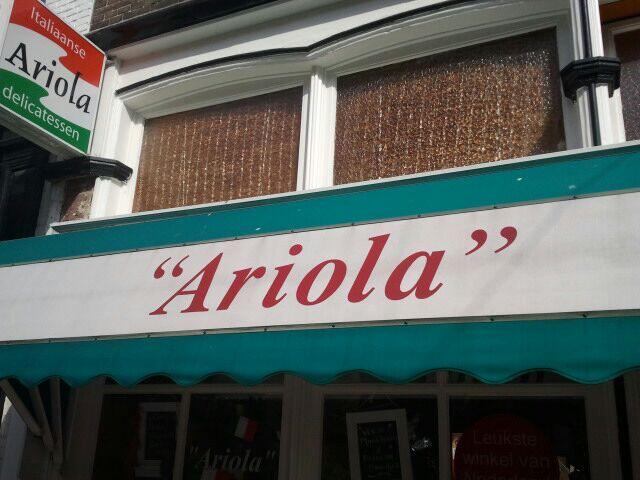 Italiaanse
Ariola
delicatessen
“Ariola”
"Ariola"
Leukste
winkel van